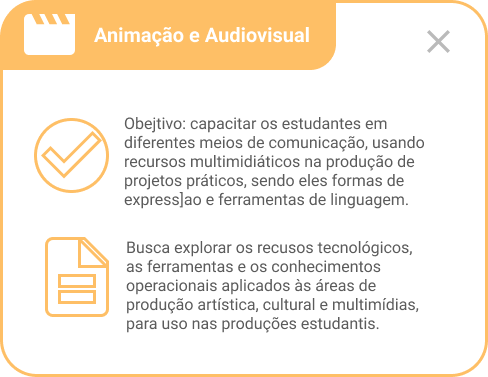 Animação e Audiovisual
Obejtivo: capacitar os estudantes em
diferentes meios de comunicação, usando
recursos multimidiáticos na produção de
projetos práticos, sendo eles formas de
express]ao e ferramentas de linguagem.
Busca explorar os recusos tecnológicos,
as ferramentas e os conhecimentos
operacionais aplicados às áreas de
produção artística, cultural e multimídias,
para uso nas produções estudantis.